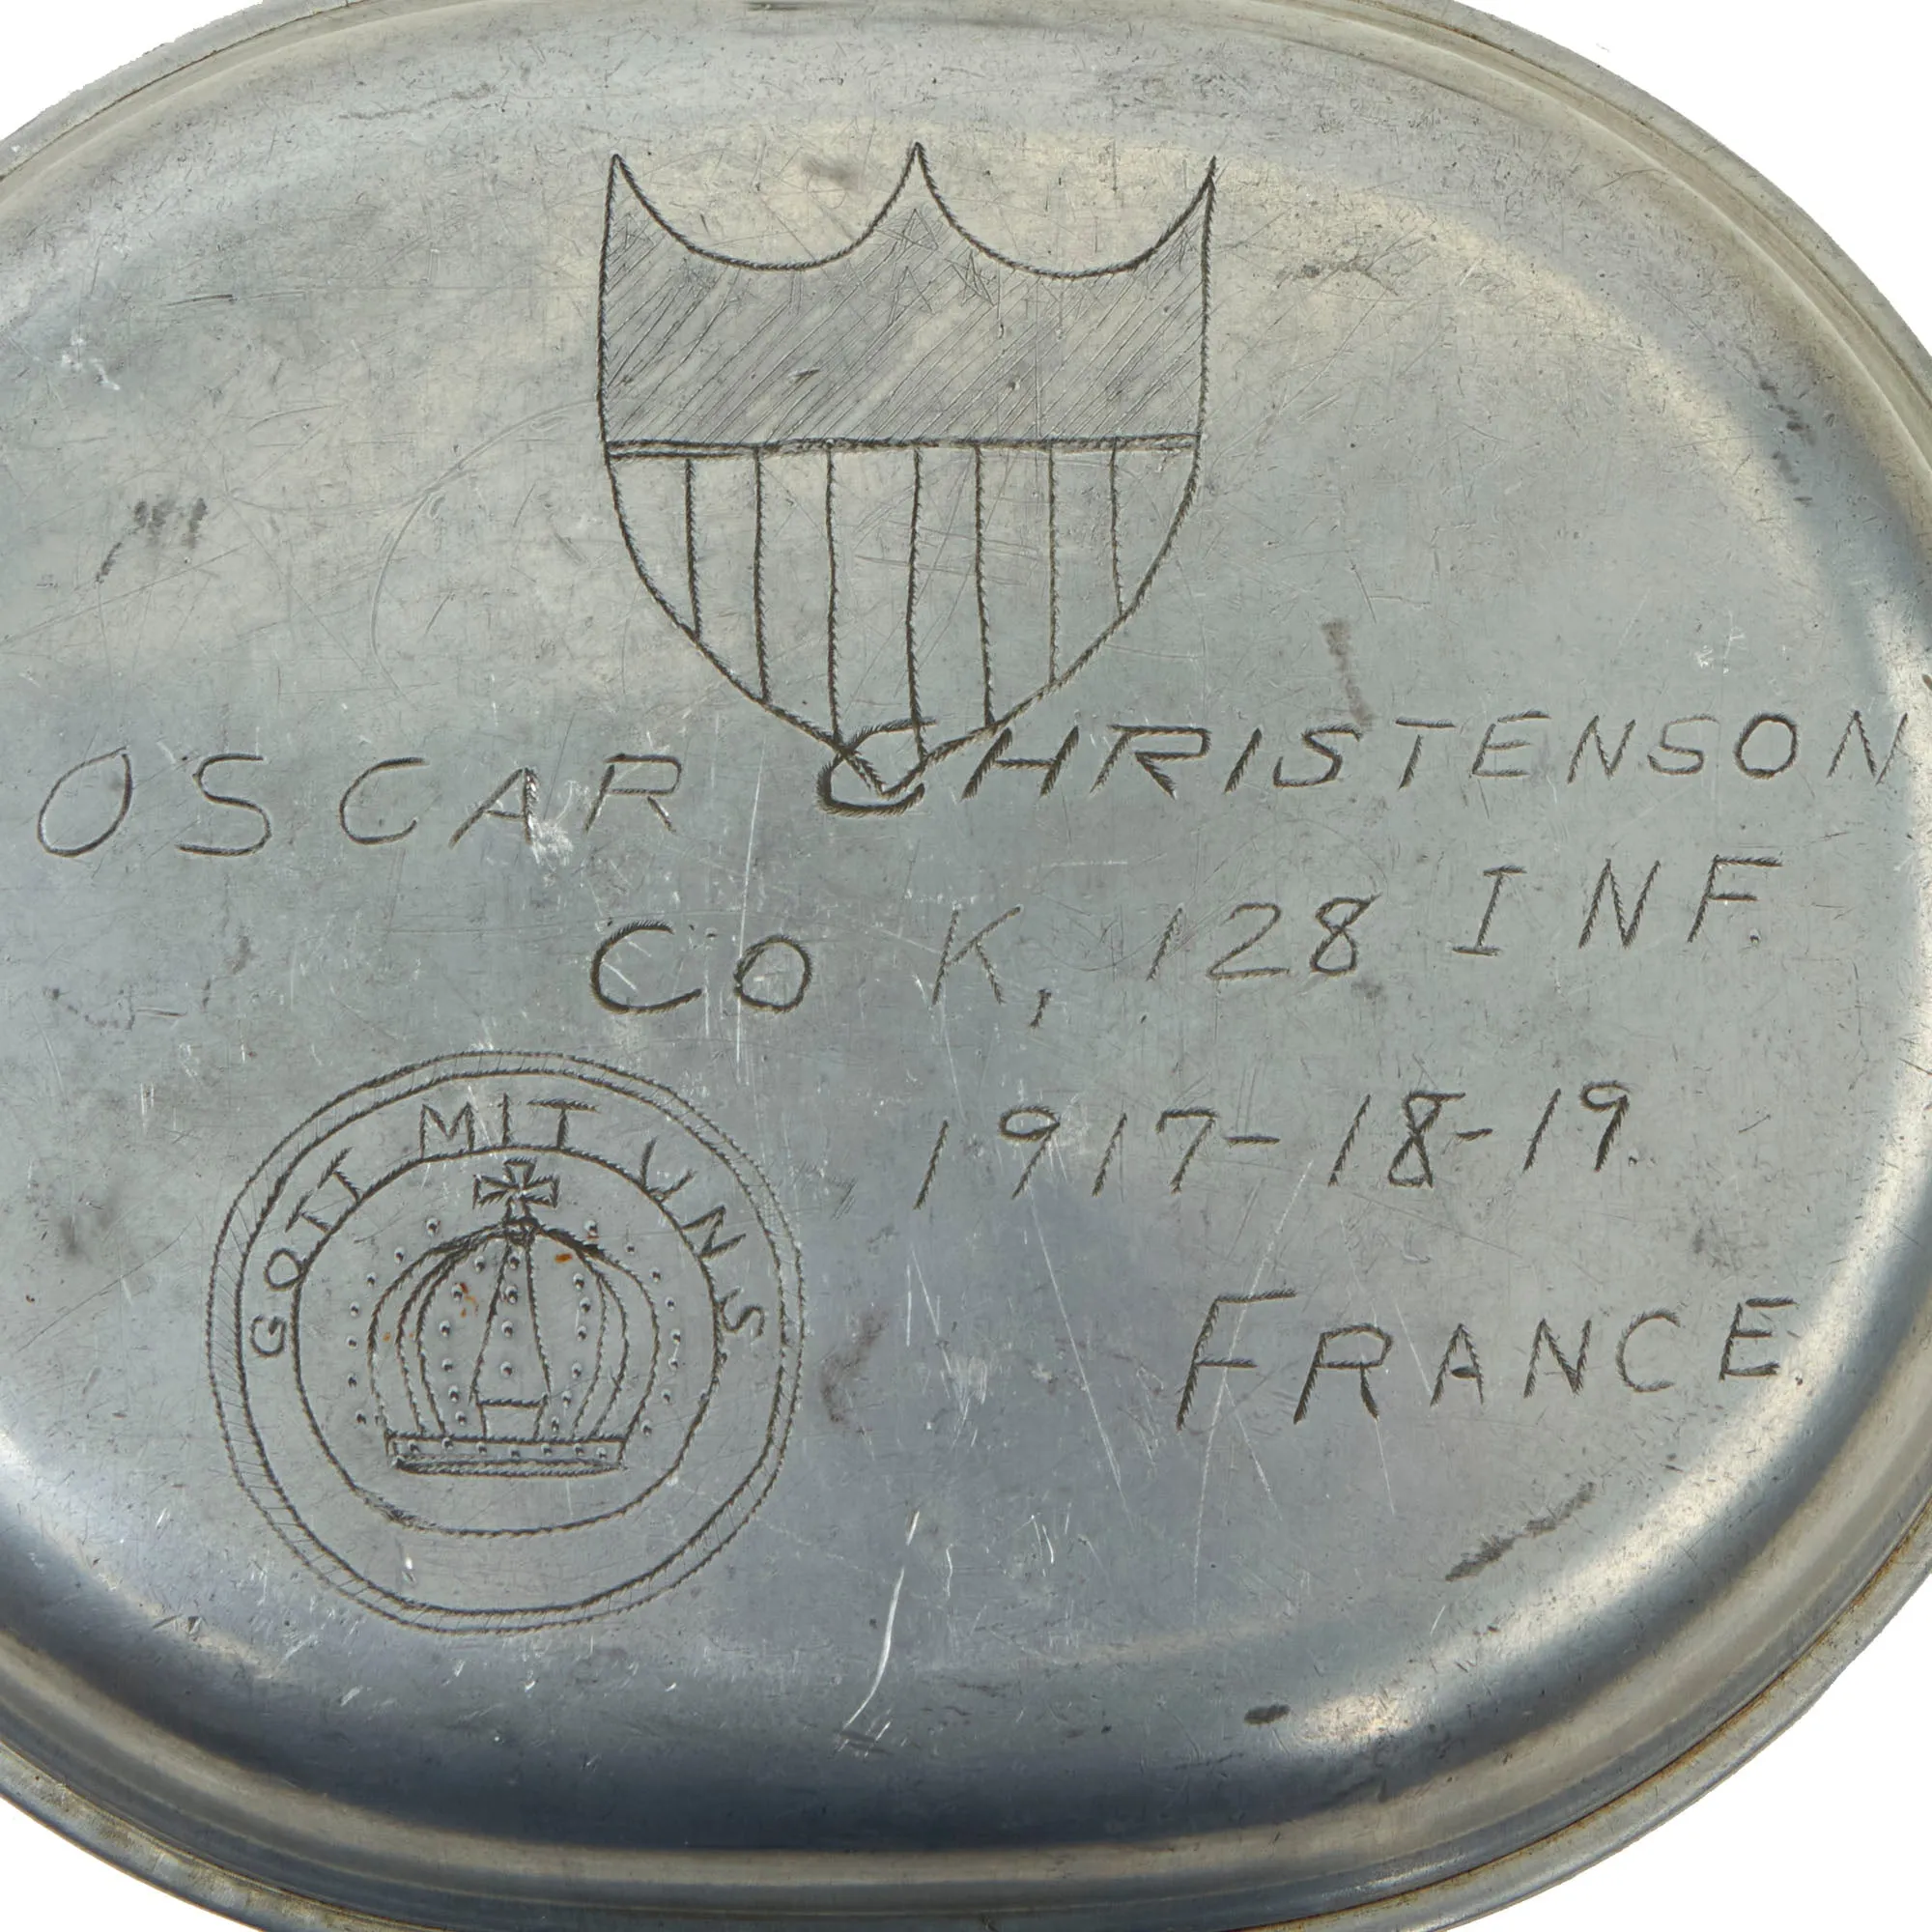 OSCAR CHRISTENSON
CO K, 128 INF.
1917-18-19.
FRANCE
GOTT MIT UNS